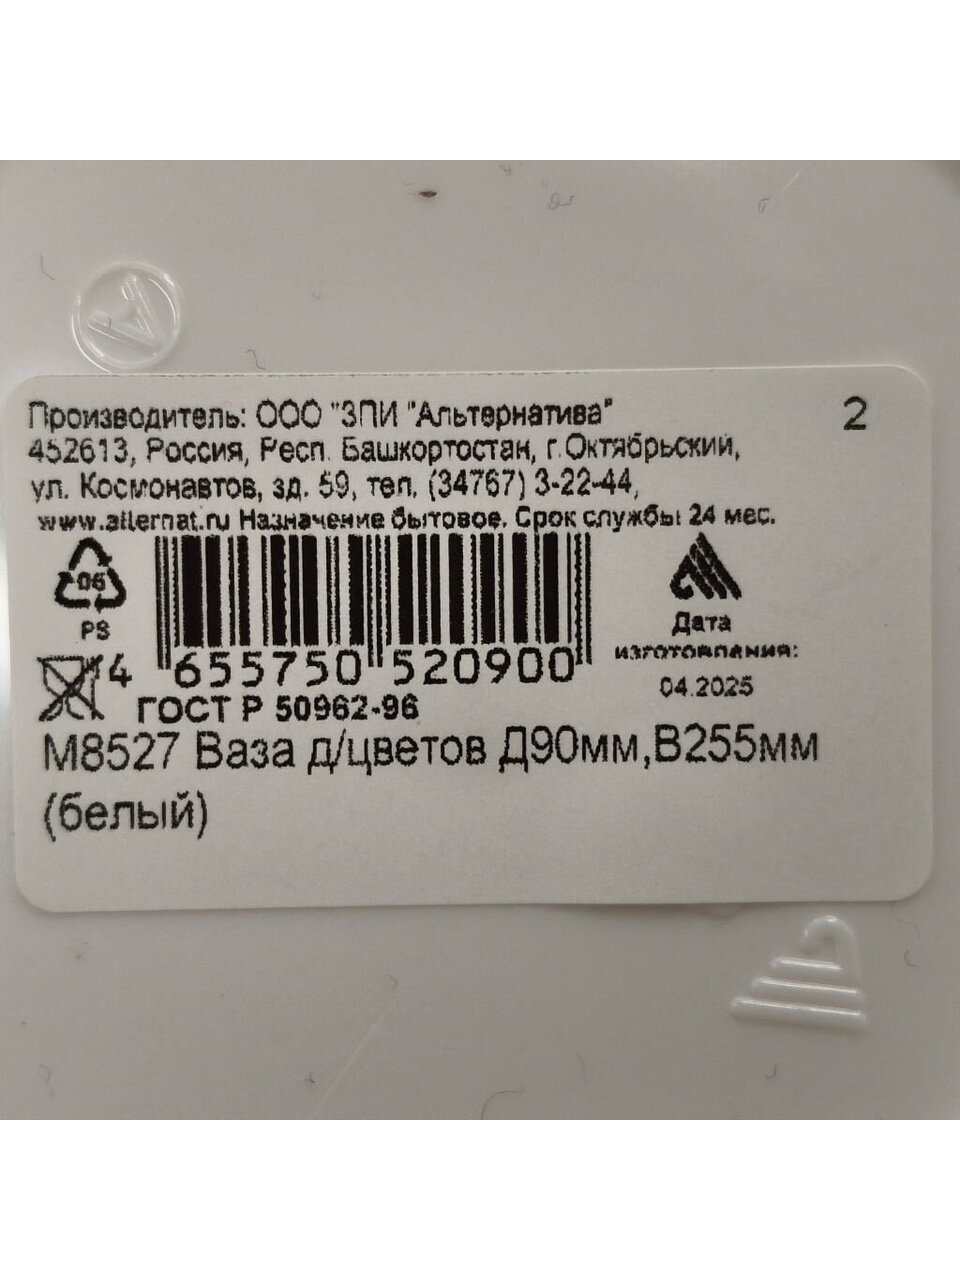 Производитель: ООО "ЗПИ "Альтернатива" 2
452613, Россия, Респ. Башкортостан, г.Октябрьский,
ул. Космонавтов, зд. 59, тел. (34767) 3-22-44,
www.alternat.ru Назначение бытовое. Срок службы 24 мес.
06
PS
Дата
изготовления:
04.2025
4 655750 520900
ГОСТ Р 50962-96
М8527 Ваза д/цветов Д90мм,В255мм
(белый)